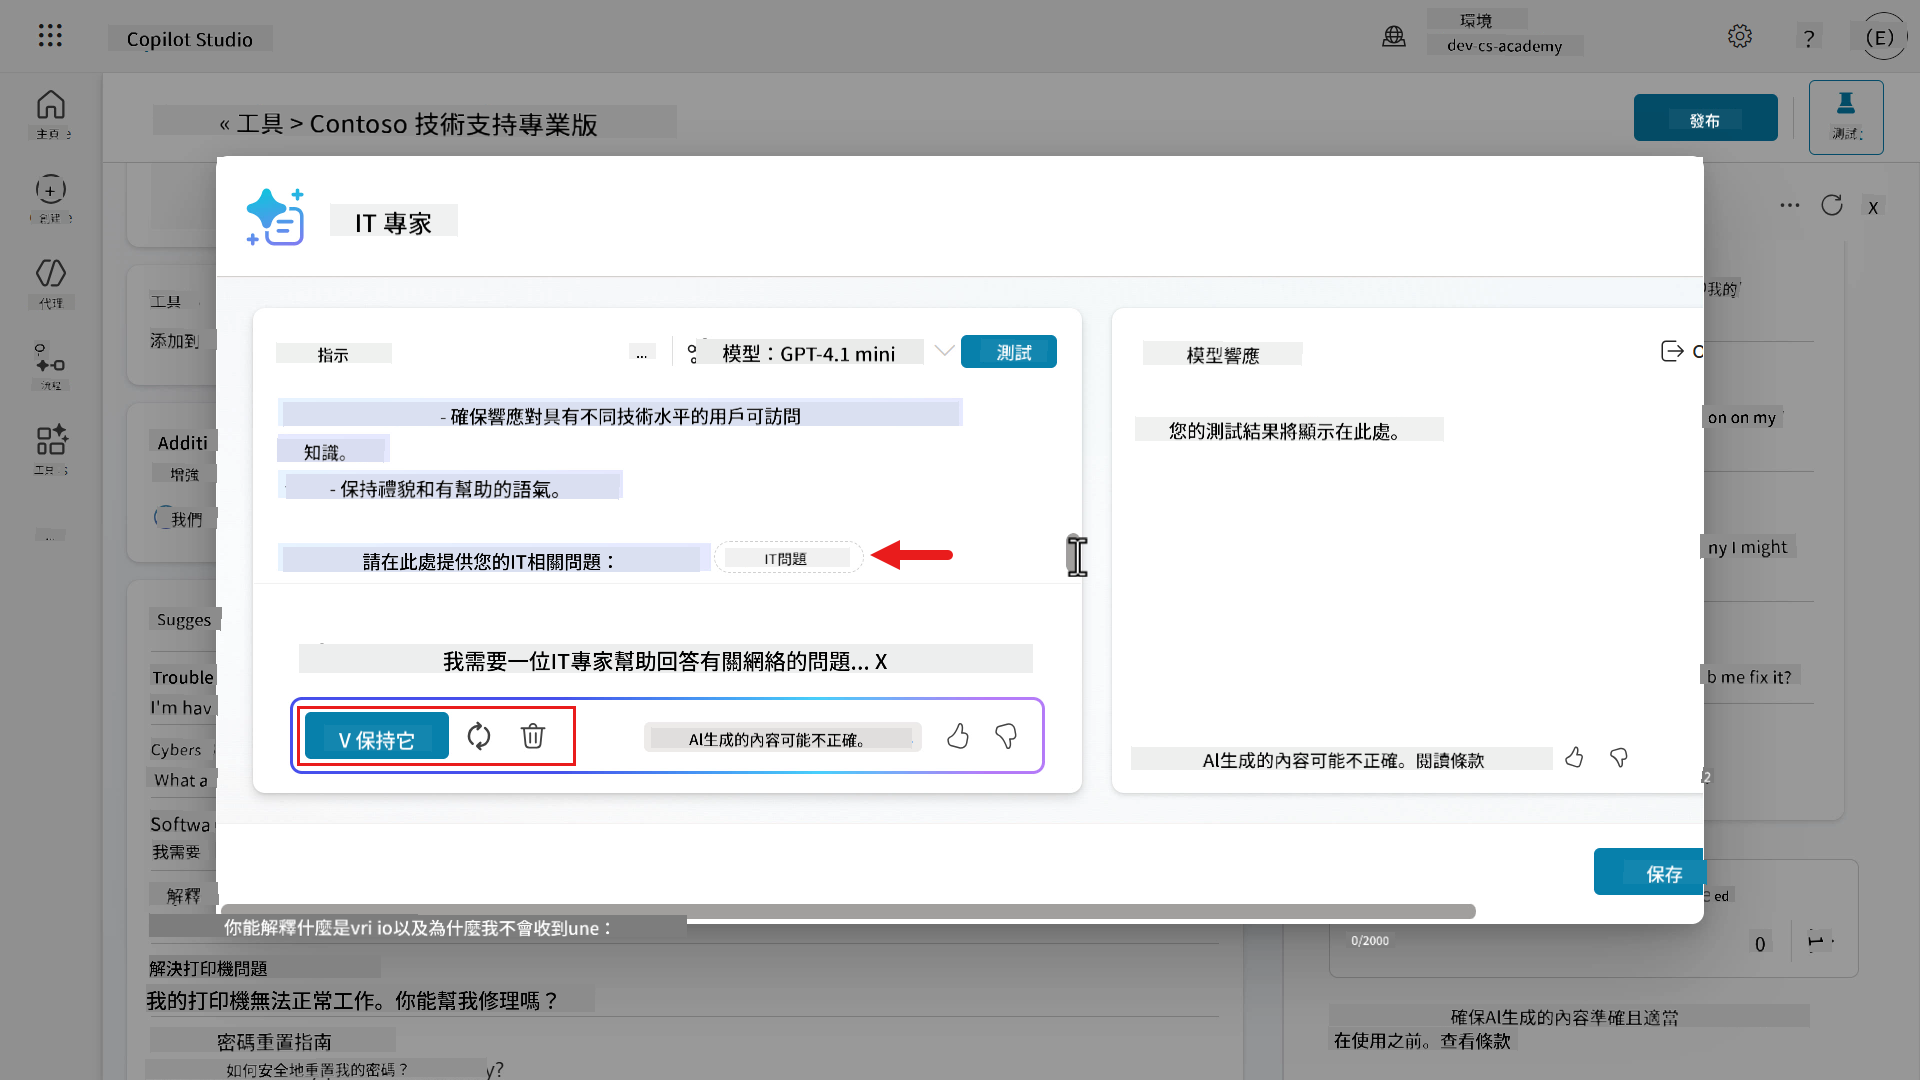 Copilot Studio
環境
dev-cs-academy
?
(E)
主頁
代理
流程
工具
« 工具 > Contoso 技術支持專業版
發布
測試
工具
添加到
Additi
增強
我們
Sugges
Trouble
I'm hav
Cybers
What a
Softwa
我需要
解釋
你能解釋什麼是vri io以及為什麼我不會收到une：
解決打印機問題
我的打印機無法正常工作。你能幫我修理嗎？
密碼重置指南
如何安全地重置我的密碼？
y?
IT 專家
指示
...
模型：GPT-4.1 mini
測試
- 確保響應對具有不同技術水平的用戶可訪問
知識。
- 保持禮貌和有幫助的語氣。
請在此處提供您的IT相關問題：
IT問題
我需要一位IT專家幫助回答有關網絡的問題... X
V 保持它
AI生成的內容可能不正確。
模型響應
您的測試結果將顯示在此處。
AI生成的內容可能不正確。閱讀條款
保存
... X
我的
on on my
ny I might
b me fix it?
ed
0/2000
0
確保AI生成的內容準確且適當
在使用之前。查看條款